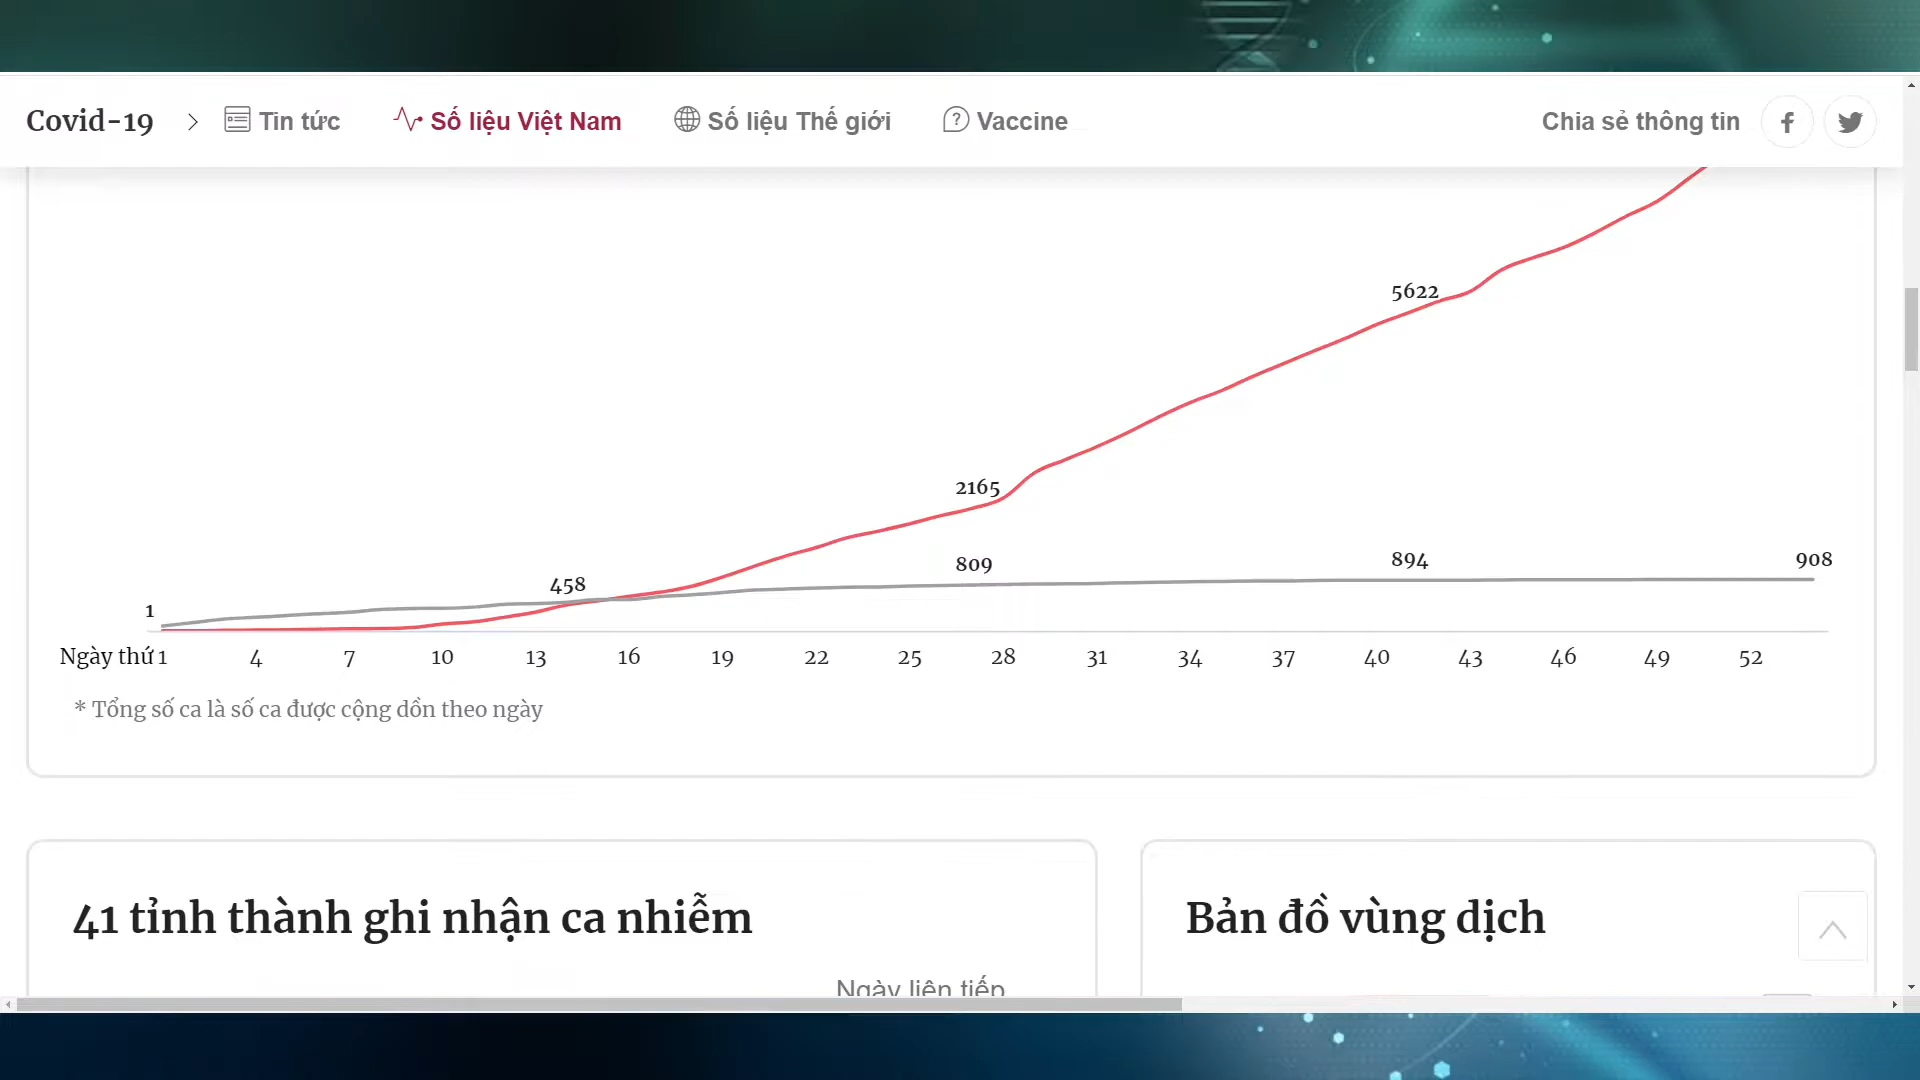 Covid-19 > Tin tức Số liệu Việt Nam Số liệu Thế giới Vaccine Chia sẻ thông tin
5622
2165
809
894
908
458
1
Ngày thứ 1 4 7 10 13 16 19 22 25 28 31 34 37 40 43 46 49 52
* Tổng số ca là số ca được cộng dồn theo ngày
41 tỉnh thành ghi nhận ca nhiễm
Bản đồ vùng dịch
Ngày liên tiếp